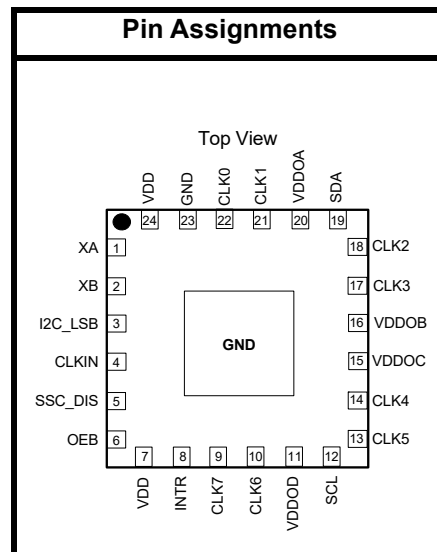 Pin Assignments
Top View
VDD
GND
CLK0
CLK1
VDDOA
SDA
24
23
22
21
20
19
XA 1
XB 2
I2C_LSB 3
CLKIN 4
SSC_DIS 5
OEB 6
18 CLK2
17 CLK3
16 VDDOB
15 VDDOC
14 CLK4
13 CLK5
GND
7
8
9
10
11
12
VDD
INTR
CLK7
CLK6
VDDOD
SCL